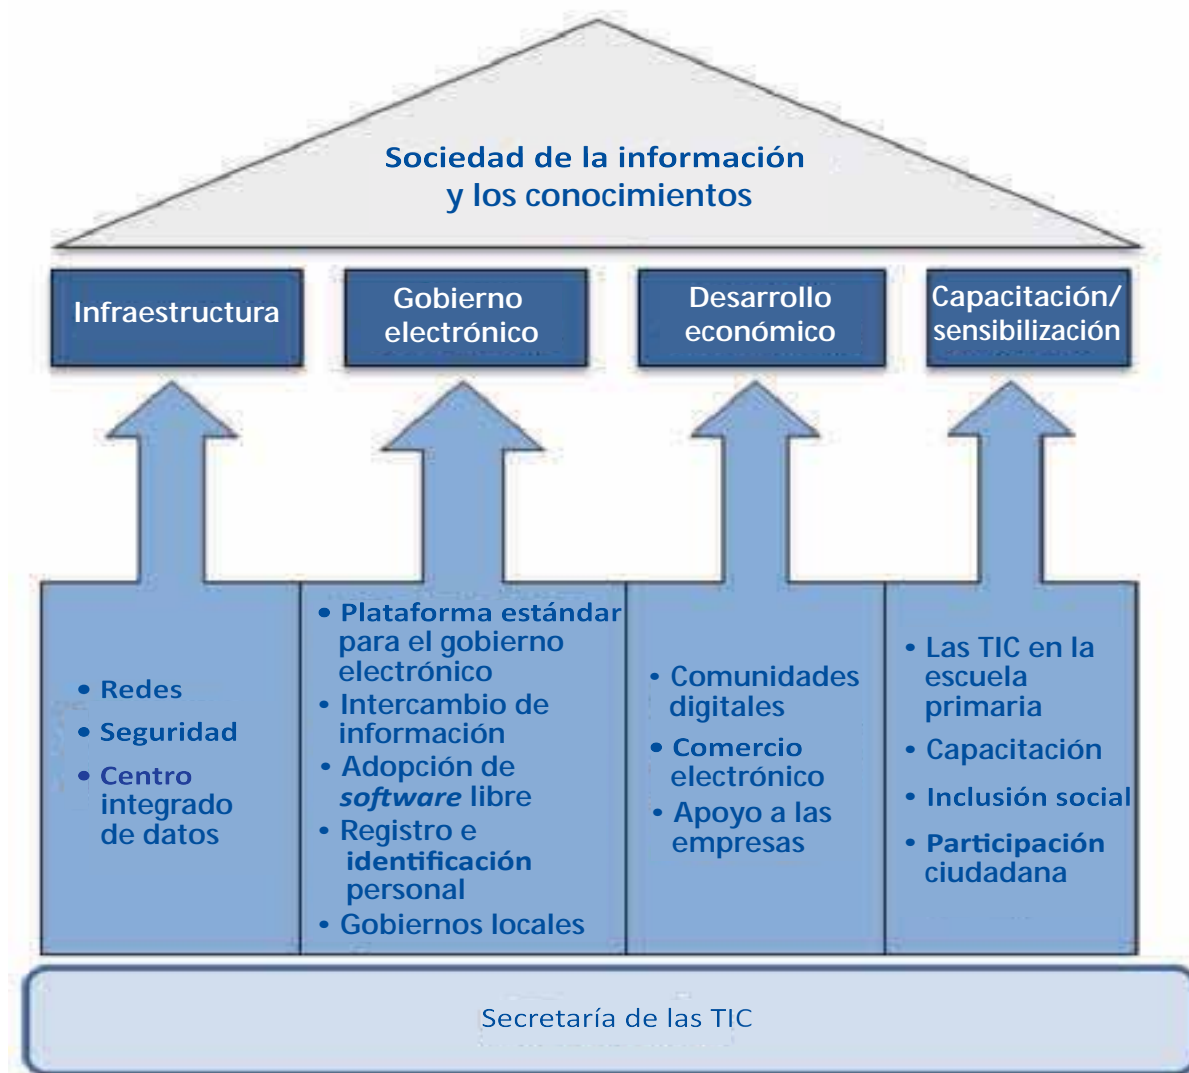 Sociedad de la información
y los conocimientos
Infraestructura
Gobierno
electrónico
Desarrollo
económico
Capacitación/
sensibilización
• Redes
• Seguridad
• Centro
integrado
de datos
• Plataforma estándar
para el gobierno
electrónico
• Intercambio de
información
• Adopción de
software libre
• Registro e
identificación
personal
• Gobiernos locales
• Comunidades
digitales
• Comercio
electrónico
• Apoyo a las
empresas
• Las TIC en la
escuela
primaria
• Capacitación
• Inclusión social
• Participación
ciudadana
Secretaría de las TIC